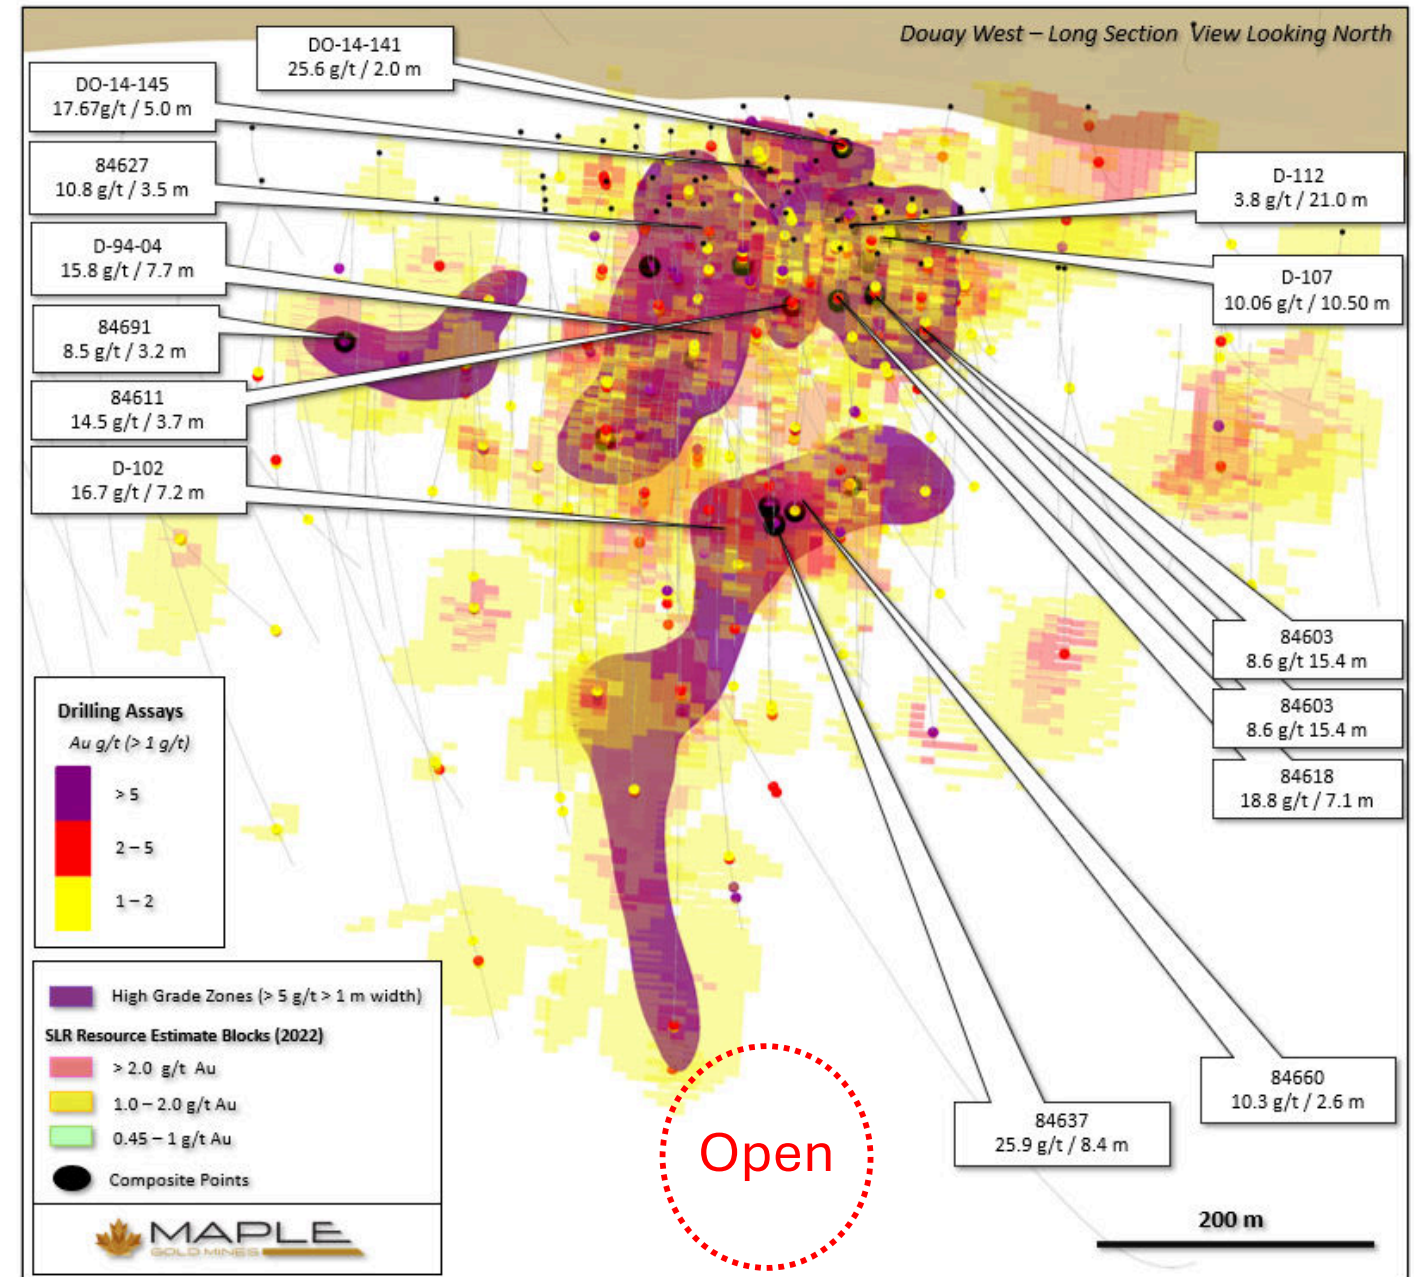 Douay West – Long Section View Looking North
DO-14-141
25.6 g/t / 2.0 m
DO-14-145
17.67g/t / 5.0 m
84627
10.8 g/t / 3.5 m
D-94-04
15.8 g/t / 7.7 m
84691
8.5 g/t / 3.2 m
84611
14.5 g/t / 3.7 m
D-102
16.7 g/t / 7.2 m
D-112
3.8 g/t / 21.0 m
D-107
10.06 g/t / 10.50 m
84603
8.6 g/t 15.4 m
84603
8.6 g/t 15.4 m
84618
18.8 g/t / 7.1 m
84660
10.3 g/t / 2.6 m
84637
25.9 g/t / 8.4 m
Drilling Assays
Au g/t (> 1 g/t)
> 5
2 – 5
1 – 2
High Grade Zones (> 5 g/t > 1 m width)
SLR Resource Estimate Blocks (2022)
> 2.0 g/t Au
1.0 – 2.0 g/t Au
0.45 – 1 g/t Au
Composite Points
MAPLE
GOLD MINES
Open
200 m